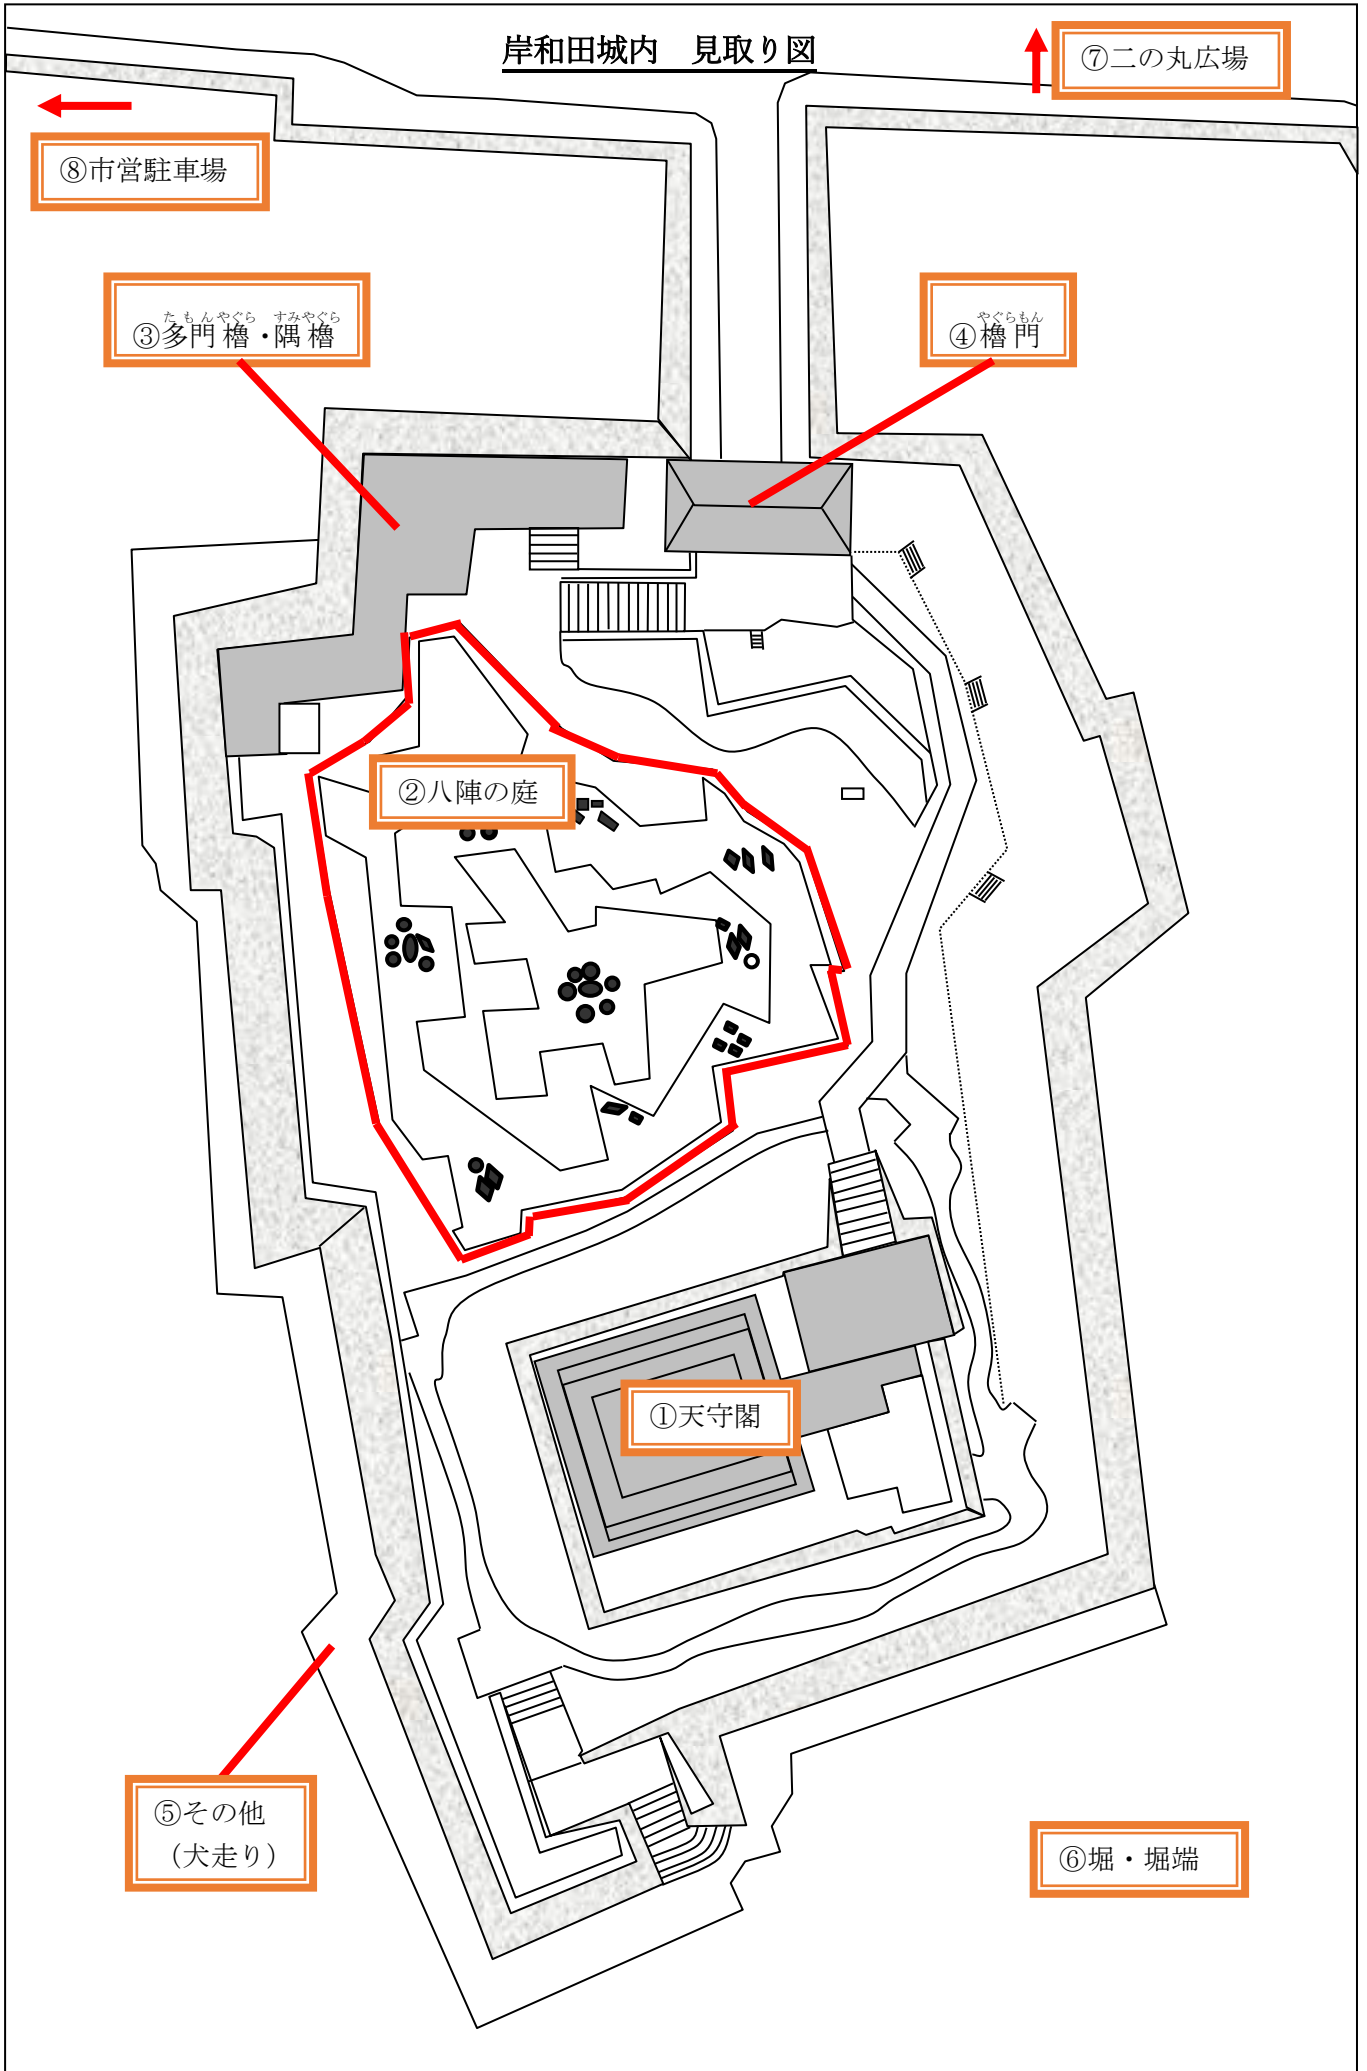 岸和田城内　見取り図
⑦二の丸広場
⑧市営駐車場
たもんやぐら　すみやぐら
③多門櫓・隅櫓
やぐらもん
④櫓門
②八陣の庭
①天守閣
⑤その他
（犬走り）
⑥堀・堀端